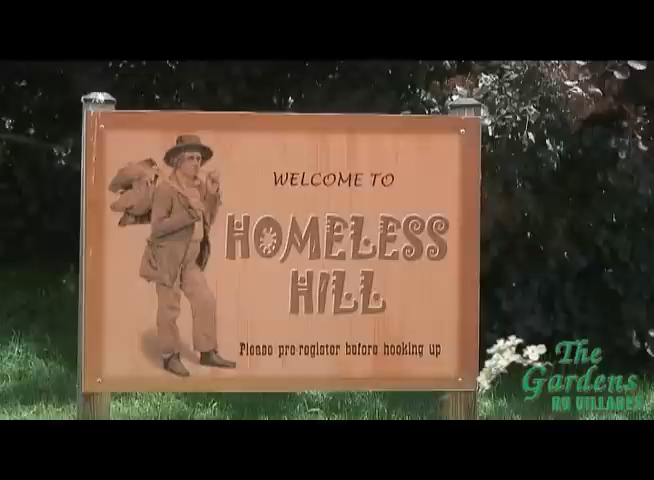 WELCOME TO
HOMELESS
HILL
Please pre-register before hooking up
The
Gardens
RV VILLAGES